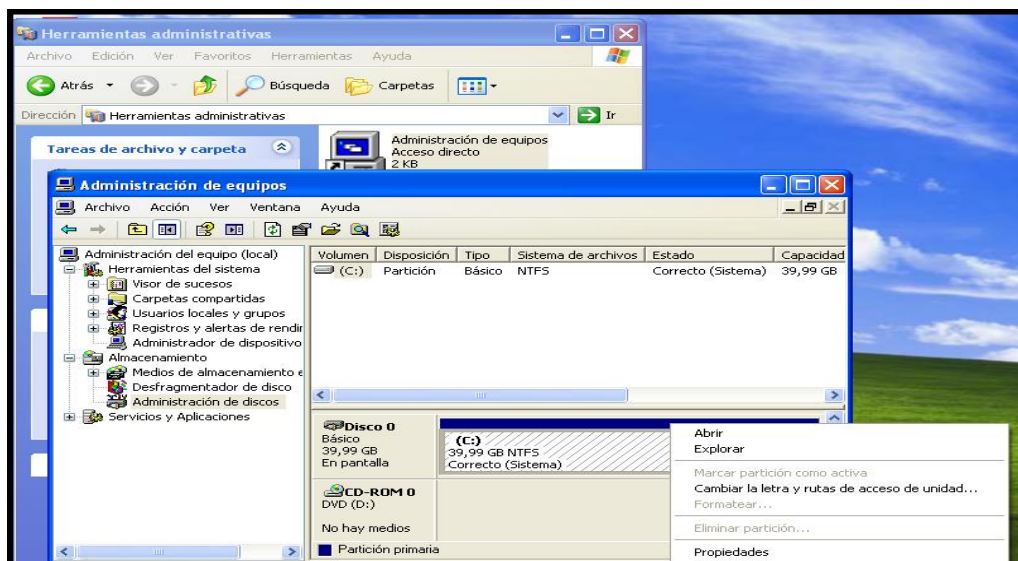 Herramientas administrativas
Archivo Edición Ver Favoritos Herramientas Ayuda
Atrás Búsqueda Carpetas
Dirección Herramientas administrativas Ir
Tareas de archivo y carpeta
Administración de equipos
Acceso directo
2 KB
Administración de equipos
Archivo Acción Ver Ventana Ayuda
Administración del equipo (local)
Herramientas del sistema
Visor de sucesos
Carpetas compartidas
Usuarios locales y grupos
Registros y alertas de rendir
Administrador de dispositivo
Almacenamiento
Medios de almacenamiento e
Desfragmentador de disco
Administración de discos
Servicios y Aplicaciones
Volumen Disposición Tipo Sistema de archivos Estado Capacidad
(C:) Partición Básico NTFS Correcto (Sistema) 39,99 GB
Disco 0
Básico
39,99 GB
En pantalla
(C:)
39,99 GB NTFS
Correcto (Sistema)
CD-ROM 0
DVD (D:)
No hay medios
Partición primaria
Abrir
Explorar
Marcar partición como activa
Cambiar la letra y rutas de acceso de unidad...
Formatear...
Eliminar partición...
Propiedades